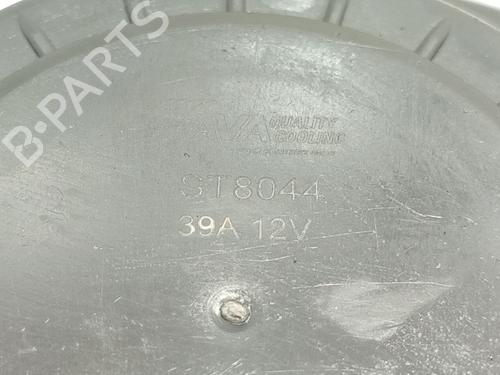 B-PARTS
QUALITY
COOLING
ST8044
39A 12V